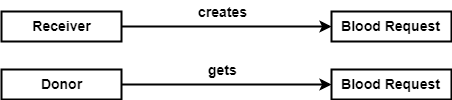 creates
Receiver
Blood Request
gets
Donor
Blood Request